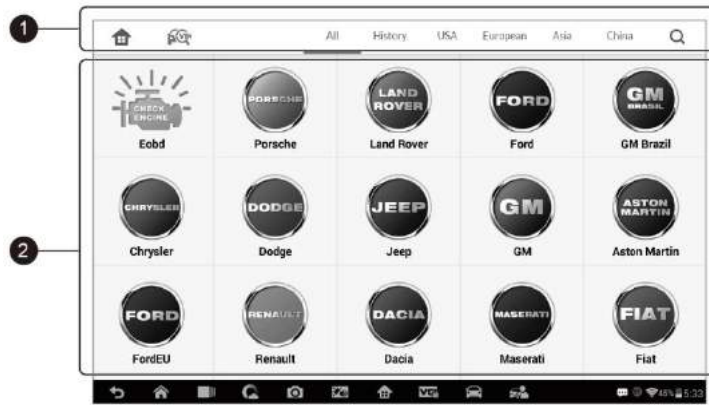 1
VIN
All History USA European Asia China
CHECK ENGINE PORSCHE LAND ROVER FORD GM BRASIL
Eobd Porsche Land Rover Ford GM Brazil
2
CHRYSLER DODGE JEEP GM ASTON MARTIN
Chrysler Dodge Jeep GM Aston Martin
FORD RENAULT DACIA MASERATI FIAT
FordEU Renault Dacia Maserati Fiat
46% 5:33